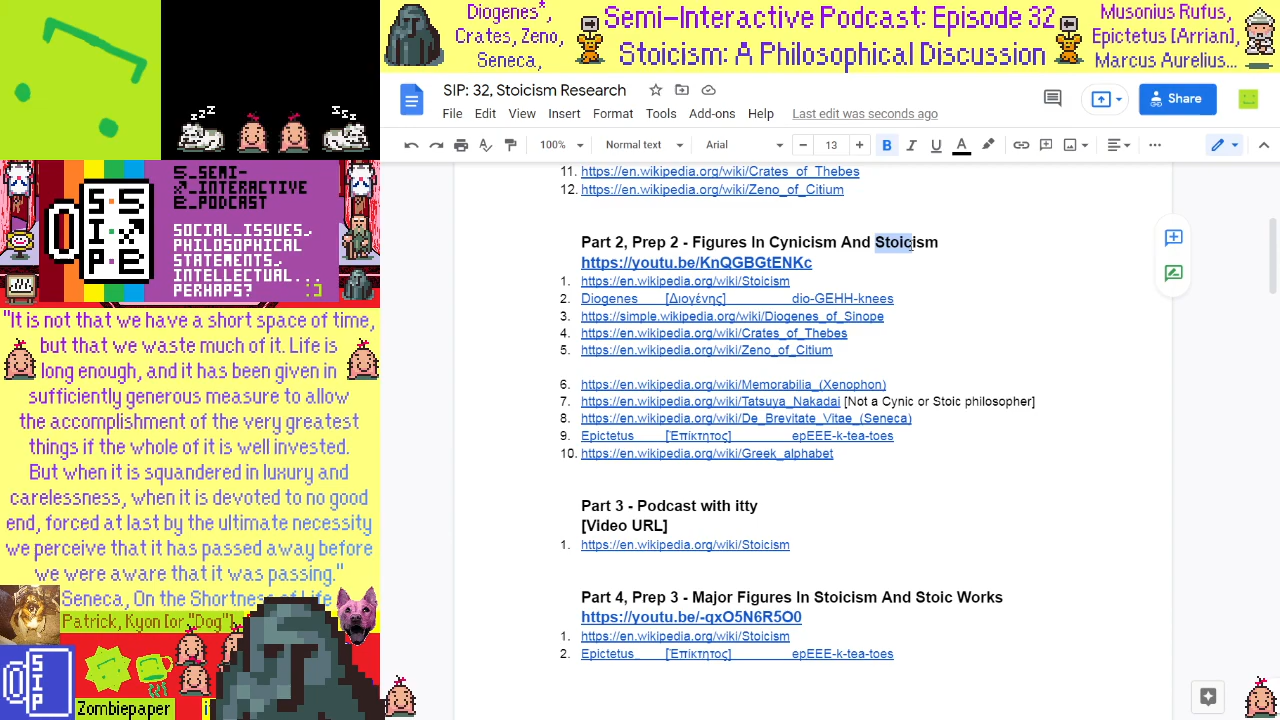 Diogenes*,
Crates, Zeno,
Seneca,
Semi-Interactive Podcast: Episode 32
Stoicism: A Philosophical Discussion
Musonius Rufus,
Epictetus [Arrian],
Marcus Aurelius...
zzZ
zzZ
S_SEMI-
_INTERACTIVE
_PODCAST
SOCIAL_ISSUES,
PHILOSOPHICAL
STATEMENTS,
INTELLECTUAL...
PERHAPS? :J
"It is not that we have a short space of time,
but that we waste much of it. Life is
long enough, and it has been given in
sufficiently generous measure to allow
the accomplishment of the very greatest
things if the whole of it is well invested.
But when it is squandered in luxury and
carelessness, when it is devoted to no good
end, forced at last by the ultimate necessity
we perceive that it has passed away before
we were aware that it was passing."
Seneca, On the Shortness of Life
Patrick, Kyon [or "Dog"],
SIP
Zombiepaper
i
SIP: 32, Stoicism Research
File Edit View Insert Format Tools Add-ons Help Last edit was seconds ago
Share
100% Normal text Arial 13 B I U A
11. https://en.wikipedia.org/wiki/Crates_of_Thebes
12. https://en.wikipedia.org/wiki/Zeno_of_Citium
Part 2, Prep 2 - Figures In Cynicism And Stoicism
https://youtu.be/KnQGBGtENKc
1. https://en.wikipedia.org/wiki/Stoicism
2. Diogenes [Διογένης] dio-GEHH-knees
3. https://simple.wikipedia.org/wiki/Diogenes_of_Sinope
4. https://en.wikipedia.org/wiki/Crates_of_Thebes
5. https://en.wikipedia.org/wiki/Zeno_of_Citium
6. https://en.wikipedia.org/wiki/Memorabilia_(Xenophon)
7. https://en.wikipedia.org/wiki/Tatsuya_Nakadai [Not a Cynic or Stoic philosopher]
8. https://en.wikipedia.org/wiki/De_Brevitate_Vitae_(Seneca)
9. Epictetus [Ἐπίκτητος] epEEE-k-tea-toes
10. https://en.wikipedia.org/wiki/Greek_alphabet
Part 3 - Podcast with itty
[Video URL]
1. https://en.wikipedia.org/wiki/Stoicism
Part 4, Prep 3 - Major Figures In Stoicism And Stoic Works
https://youtu.be/-qxO5N6R5O0
1. https://en.wikipedia.org/wiki/Stoicism
2. Epictetus [Ἐπίκτητος] epEEE-k-tea-toes